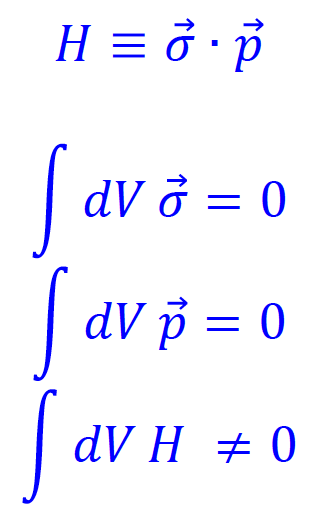 H ≡ σ⃗ · p⃗
∫ dV σ⃗ = 0
∫ dV p⃗ = 0
∫ dV H ≠ 0